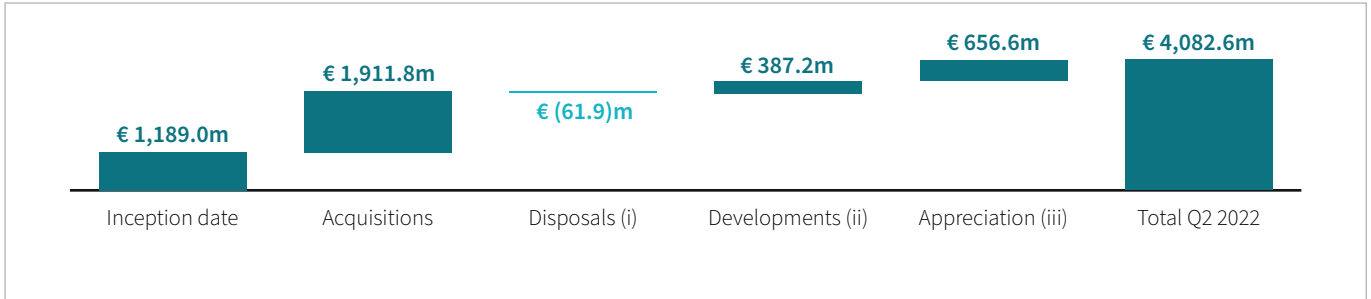 € 1,189.0m
€ 1,911.8m
€ (61.9)m
€ 387.2m
€ 656.6m
€ 4,082.6m
Inception date
Acquisitions
Disposals (i)
Developments (ii)
Appreciation (iii)
Total Q2 2022